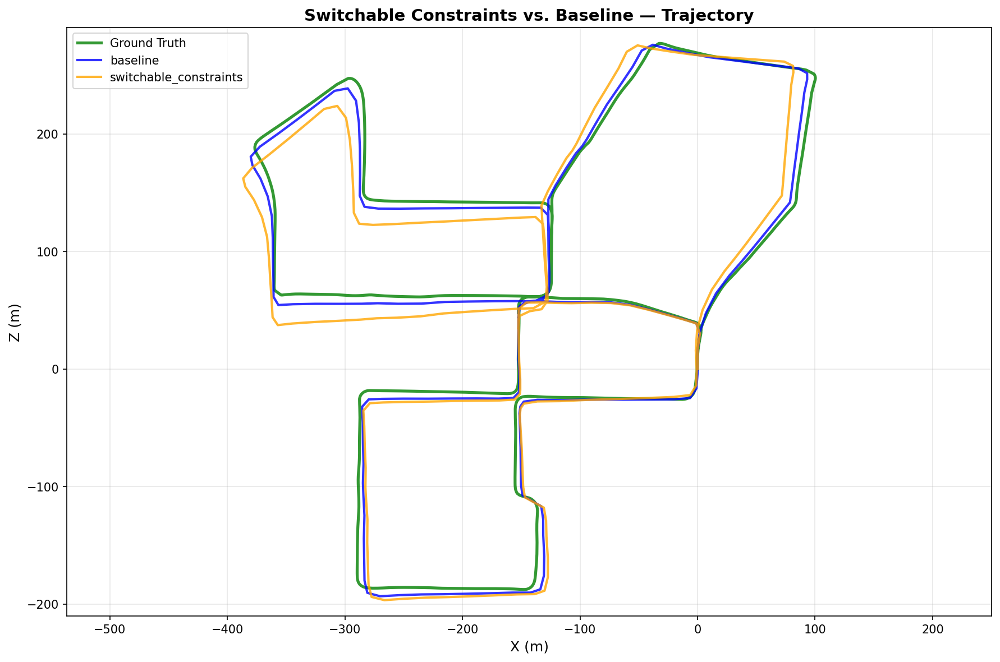 Switchable Constraints vs. Baseline — Trajectory
Ground Truth
baseline
switchable_constraints
200
100
0
−100
−200
Z (m)
−500
−400
−300
−200
−100
0
100
200
X (m)